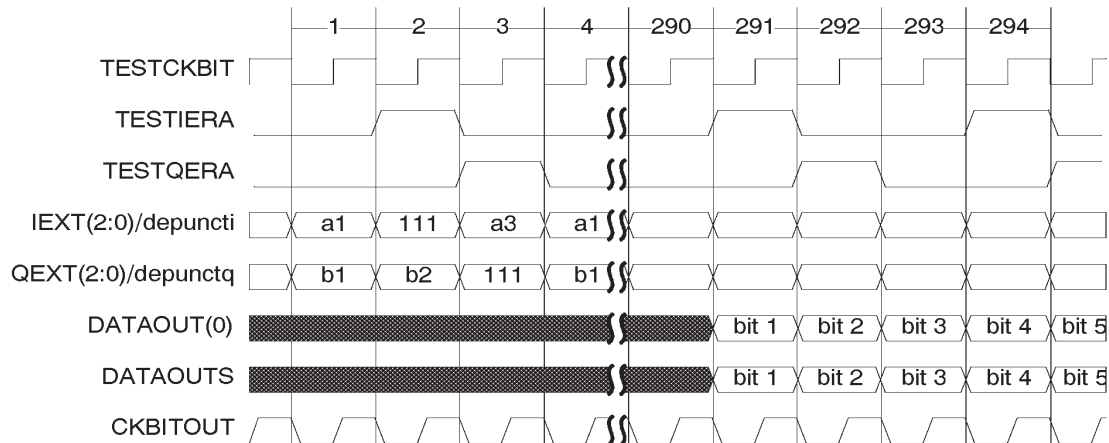 1 2 3 4 290 291 292 293 294
TESTCKBIT
TESTIERA
TESTQERA
IEXT(2:0)/depuncti a1 111 a3 a1
QEXT(2:0)/depunctq b1 b2 111 b1
DATAOUT(0) bit 1 bit 2 bit 3 bit 4 bit 5
DATAOUTS bit 1 bit 2 bit 3 bit 4 bit 5
CKBITOUT